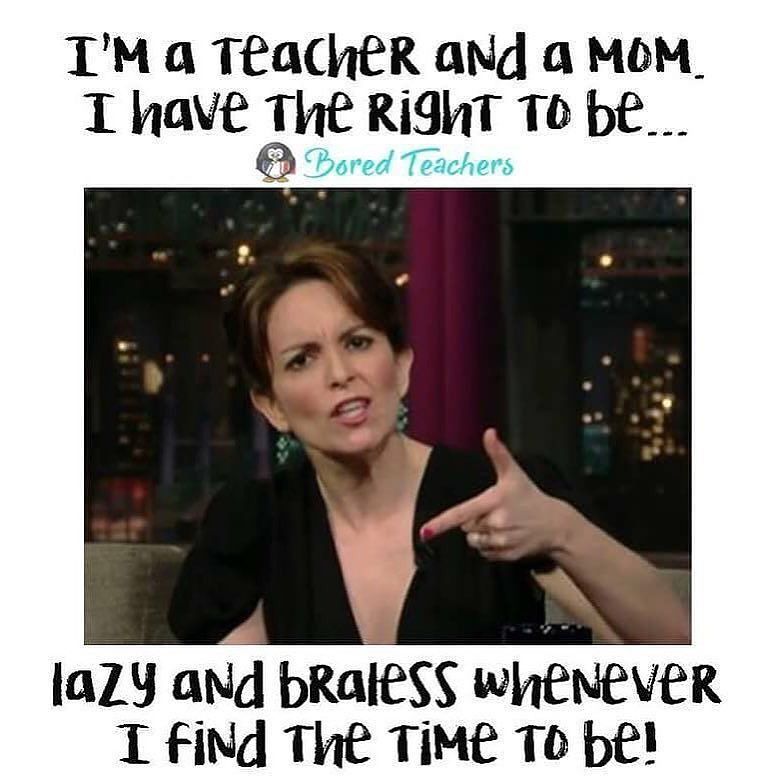 I'M a TeacheR aNd a MOM.
I have The RighT TO be...
Bored Teachers
lazy aNd bRaless wheNeveR
I fiNd The TiMe TO be!